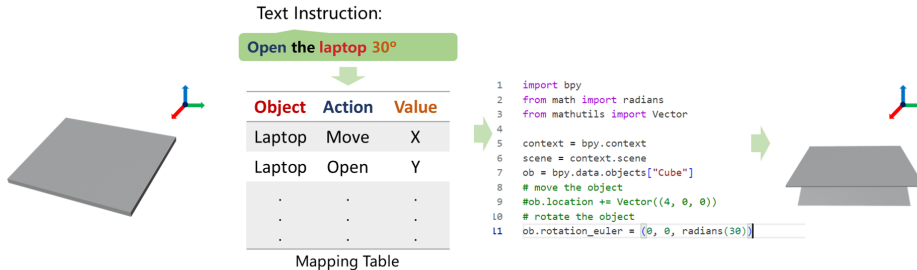 Text Instruction:
Open the laptop 30º
Object Action Value
Laptop Move X
Laptop Open Y
. . .
. . .
. . .
Mapping Table
1 import bpy
2 from math import radians
3 from mathutils import Vector
4
5 context = bpy.context
6 scene = context.scene
7 ob = bpy.data.objects["Cube"]
8 # move the object
9 #ob.location += Vector((4, 0, 0))
10 # rotate the object
11 ob.rotation_euler = (0, 0, radians(30))